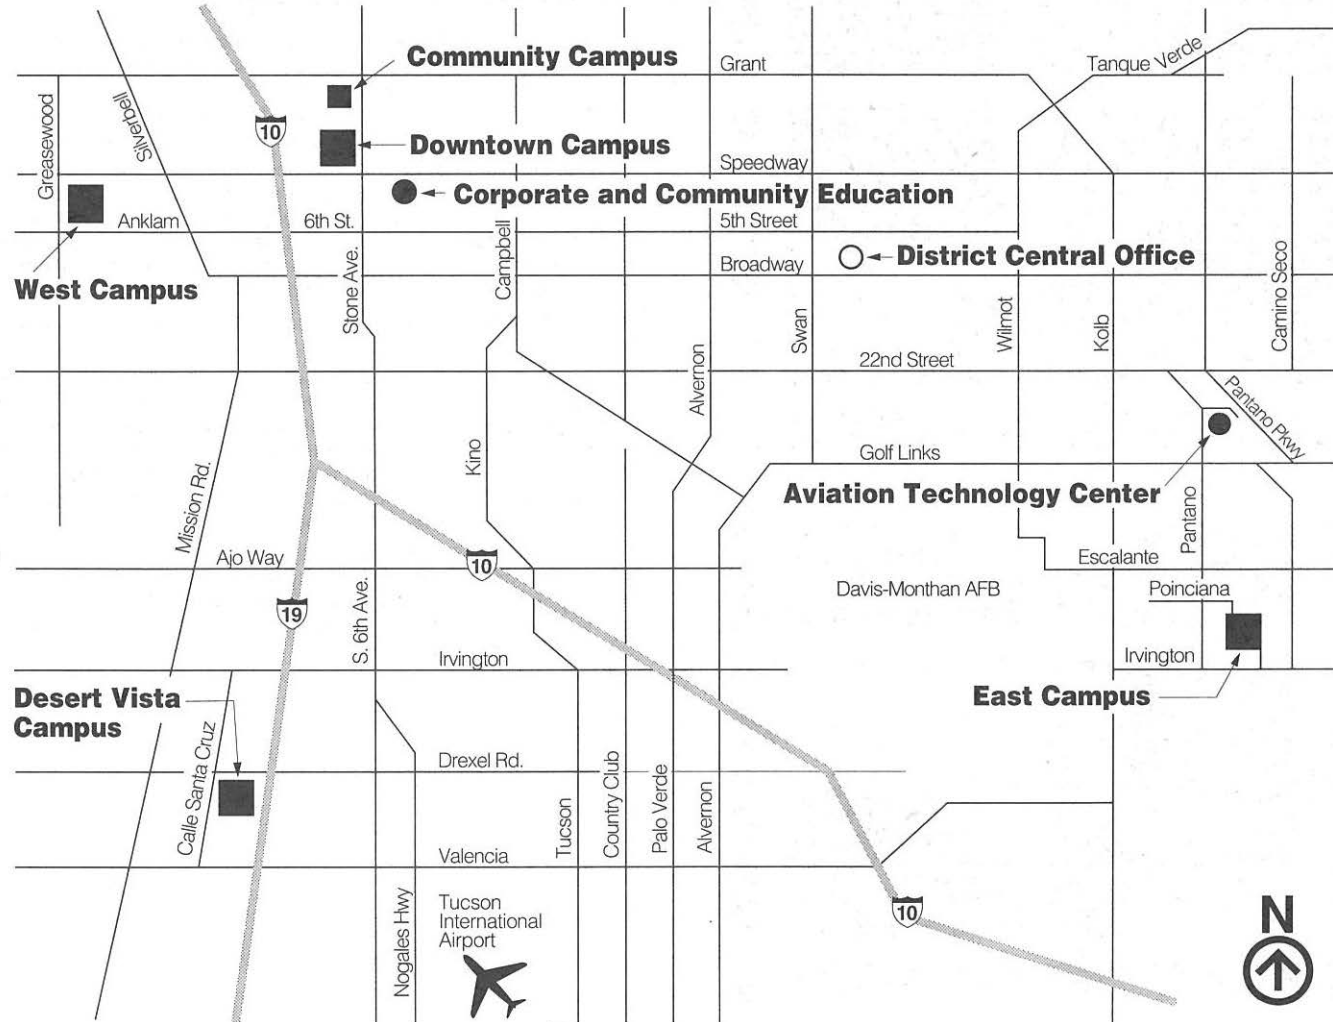 Community Campus
Grant
Tanque Verde
Greasewood
Silverbell
10
Downtown Campus
Speedway
Corporate and Community Education
Anklam
6th St.
5th Street
Campbell
Stone Ave.
Broadway
District Central Office
West Campus
Swan
Wilmot
Kolb
Camino Seco
22nd Street
Alvernon
Pantano Pkwy
Kino
Golf Links
Mission Rd.
Aviation Technology Center
Pantano
Ajo Way
10
Escalante
19
S. 6th Ave.
Davis-Monthan AFB
Poinciana
Irvington
Irvington
Desert Vista
Campus
East Campus
Calle Santa Cruz
Drexel Rd.
Tucson
Country Club
Palo Verde
Alvernon
Valencia
Nogales Hwy
Tucson
International
Airport
10
N